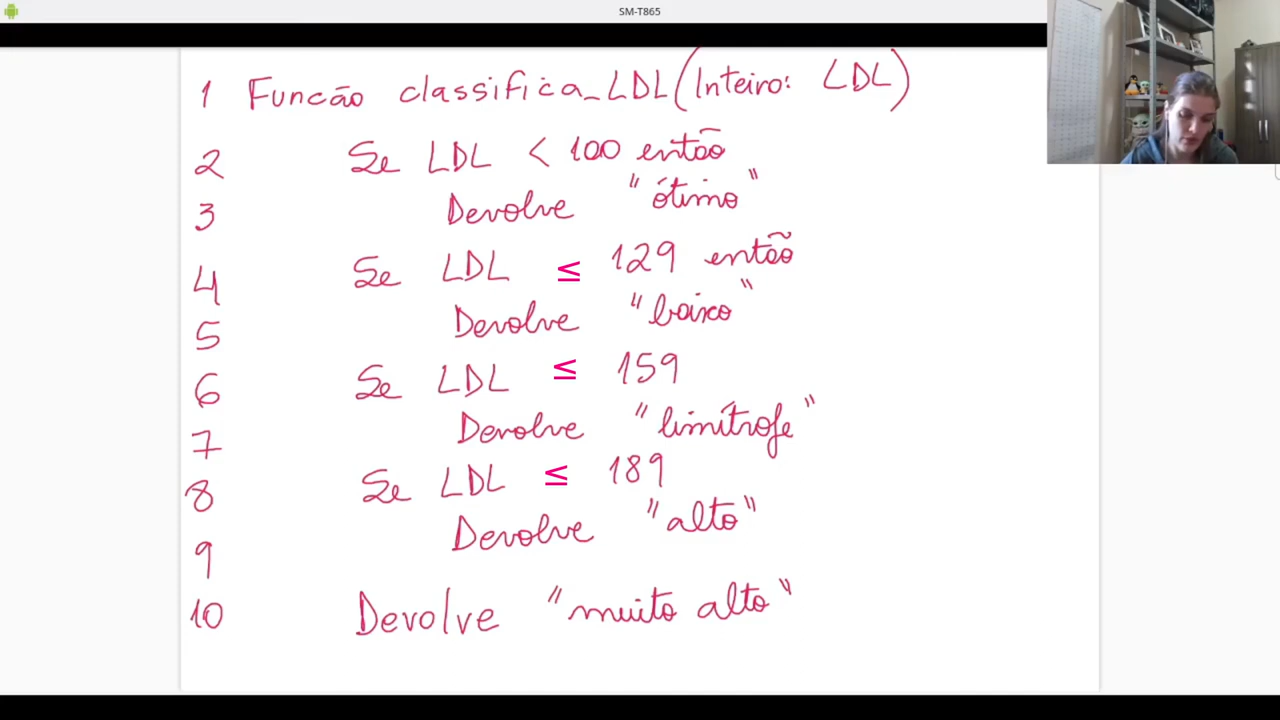 SM-T865
1 Funcão classifica_LDL(Inteiro: LDL)
2 Se LDL < 100 então
3 Devolve "ótimo"
4 Se LDL ≤ 129 então
5 Devolve "baixo"
6 Se LDL ≤ 159
7 Devolve "limítrofe"
8 Se LDL ≤ 189
9 Devolve "alto"
10 Devolve "muito alto"